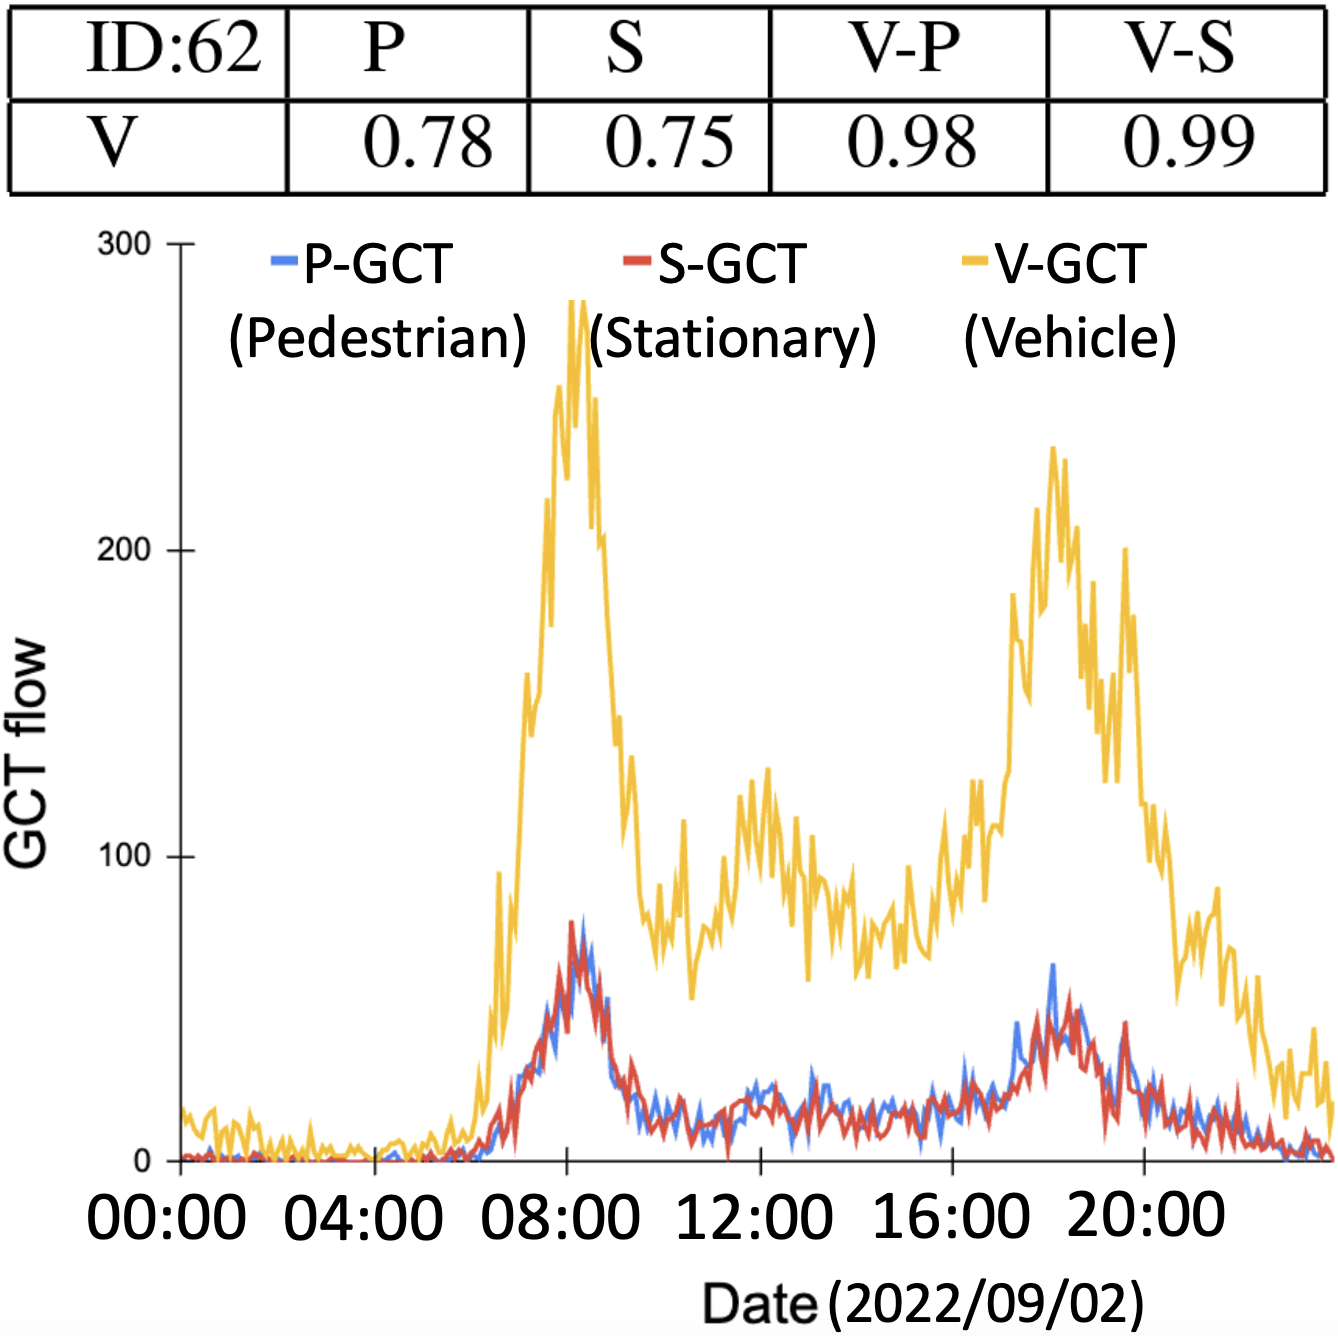 ID:62 P S V-P V-S
V 0.78 0.75 0.98 0.99
300
P-GCT S-GCT V-GCT
(Pedestrian) (Stationary) (Vehicle)
200
100
0
GCT flow
00:00 04:00 08:00 12:00 16:00 20:00
Date (2022/09/02)